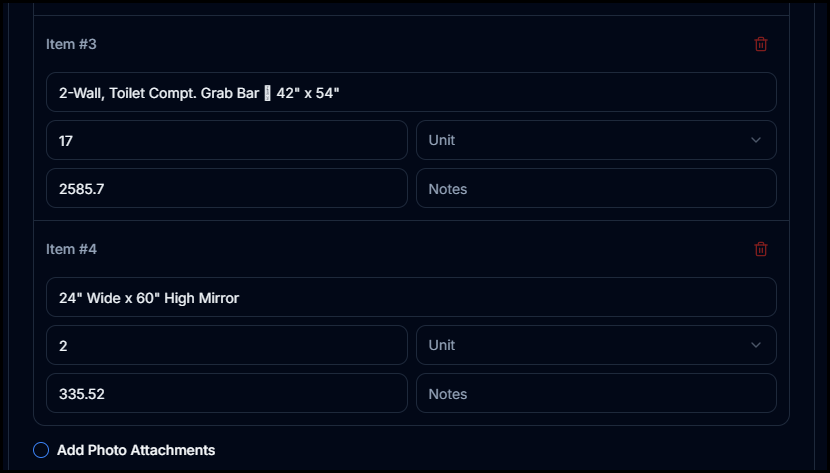 Item #3
2-Wall, Toilet Compt. Grab Bar 42" x 54"
17
Unit
2585.7
Notes
Item #4
24" Wide x 60" High Mirror
2
Unit
335.52
Notes
Add Photo Attachments